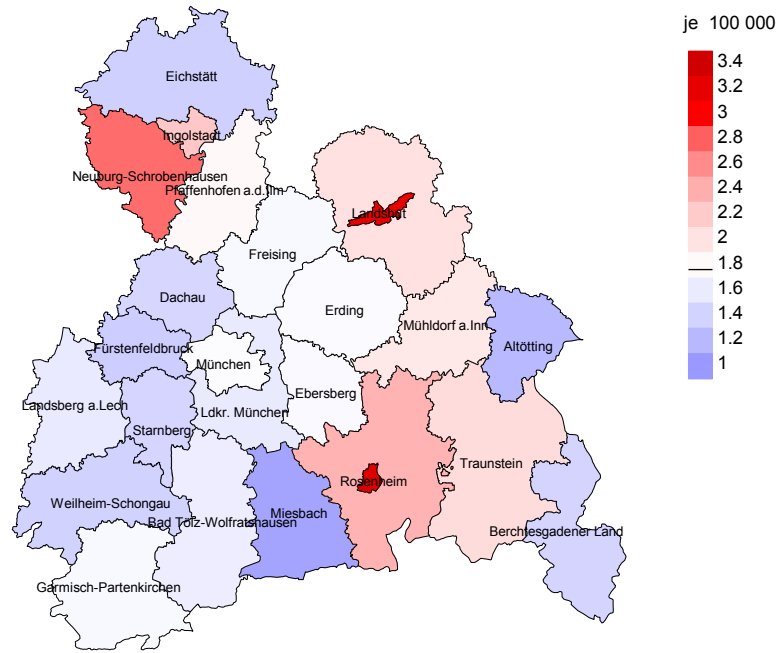 je 100 000
3.4
3.2
3
2.8
2.6
2.4
2.2
2
1.8
1.6
1.4
1.2
1
Eichstätt
Ingolstadt
Neuburg-Schrobenhausen
Pfaffenhofen a.d.Ilm
Landshut
Freising
Dachau
Erding
Mühldorf a.Inn
Altötting
Fürstenfeldbruck
München
Ebersberg
Landsberg a.Lech
Ldkr. München
Starnberg
Traunstein
Rosenheim
Weilheim-Schongau
Miesbach
Bad Tölz-Wolfratshausen
Berchtesgadener Land
Garmisch-Partenkirchen